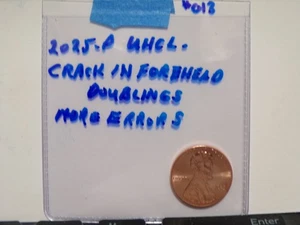 #013
2025.P UNCL.
CRACK IN FOREHEAD
DOUBLINGS
MORE ERRORS
Enter